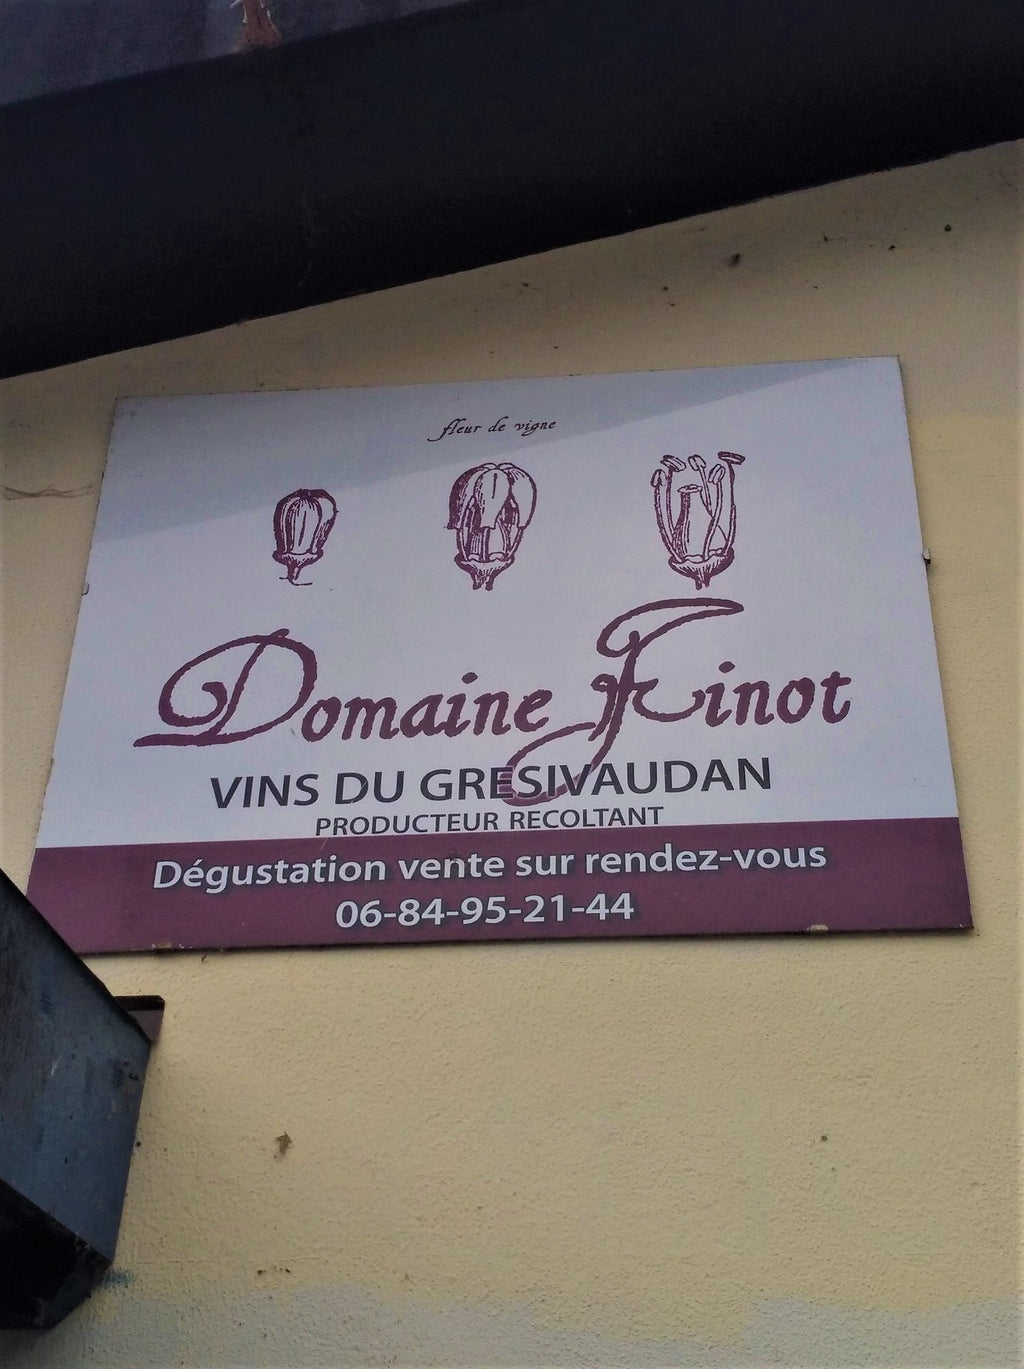 fleur de vigne
Domaine Finot
VINS DU GRESIVAUDAN
PRODUCTEUR RECOLTANT
Dégustation vente sur rendez-vous
06-84-95-21-44